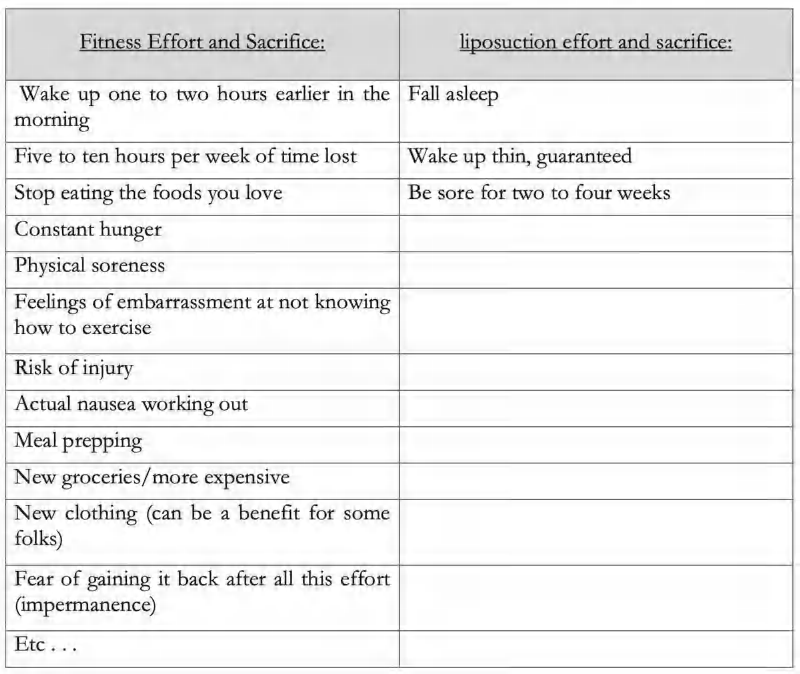 Fitness Effort and Sacrifice:
liposuction effort and sacrifice:
Wake up one to two hours earlier in the
morning
Fall asleep
Five to ten hours per week of time lost
Wake up thin, guaranteed
Stop eating the foods you love
Be sore for two to four weeks
Constant hunger
Physical soreness
Feelings of embarrassment at not knowing
how to exercise
Risk of injury
Actual nausea working out
Meal prepping
New groceries/more expensive
New clothing (can be a benefit for some
folks)
Fear of gaining it back after all this effort
(impermanence)
Etc . . .